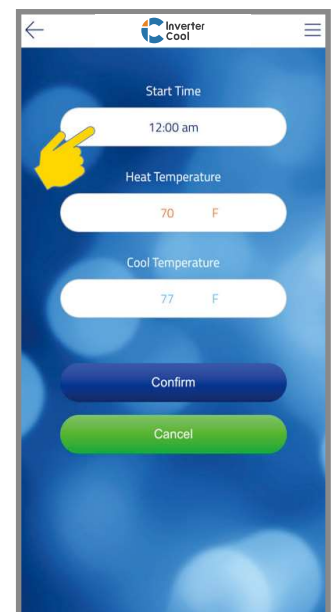 Inverter
Cool
Start Time
12:00 am
Heat Temperature
70 F
Cool Temperature
77 F
Confirm
Cancel